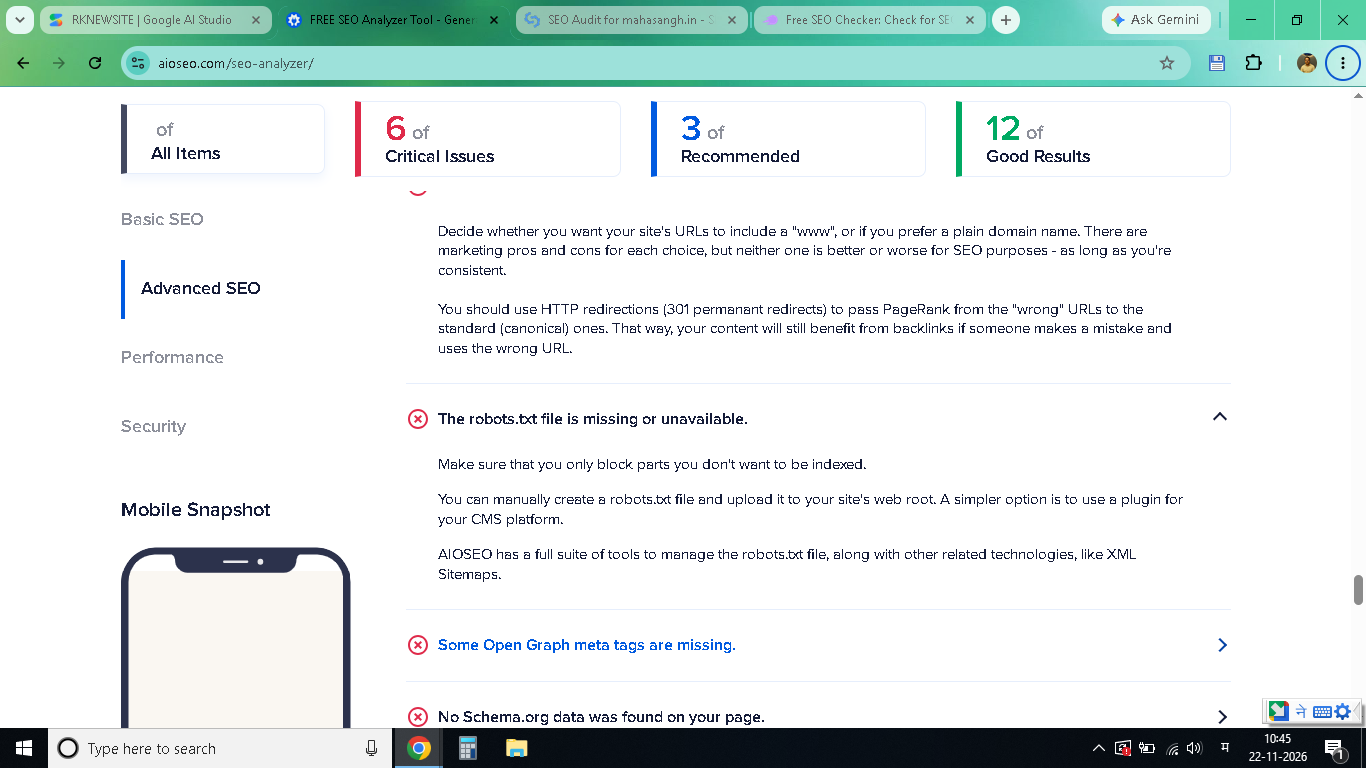 RKNEWSITE | Google AI Studio
FREE SEO Analyzer Tool - Gener
SEO Audit for mahasangh.in - S
Free SEO Checker: Check for SE
Ask Gemini
aioseo.com/seo-analyzer/
of
All Items
6 of
Critical Issues
3 of
Recommended
12 of
Good Results
Basic SEO
Advanced SEO
Performance
Security
Mobile Snapshot
Decide whether you want your site's URLs to include a "www", or if you prefer a plain domain name. There are
marketing pros and cons for each choice, but neither one is better or worse for SEO purposes - as long as you're
consistent.
You should use HTTP redirections (301 permanant redirects) to pass PageRank from the "wrong" URLs to the
standard (canonical) ones. That way, your content will still benefit from backlinks if someone makes a mistake and
uses the wrong URL.
The robots.txt file is missing or unavailable.
Make sure that you only block parts you don't want to be indexed.
You can manually create a robots.txt file and upload it to your site's web root. A simpler option is to use a plugin for
your CMS platform.
AIOSEO has a full suite of tools to manage the robots.txt file, along with other related technologies, like XML
Sitemaps.
Some Open Graph meta tags are missing.
No Schema.org data was found on your page.
ने
Type here to search
म
10:45
22-11-2026
1